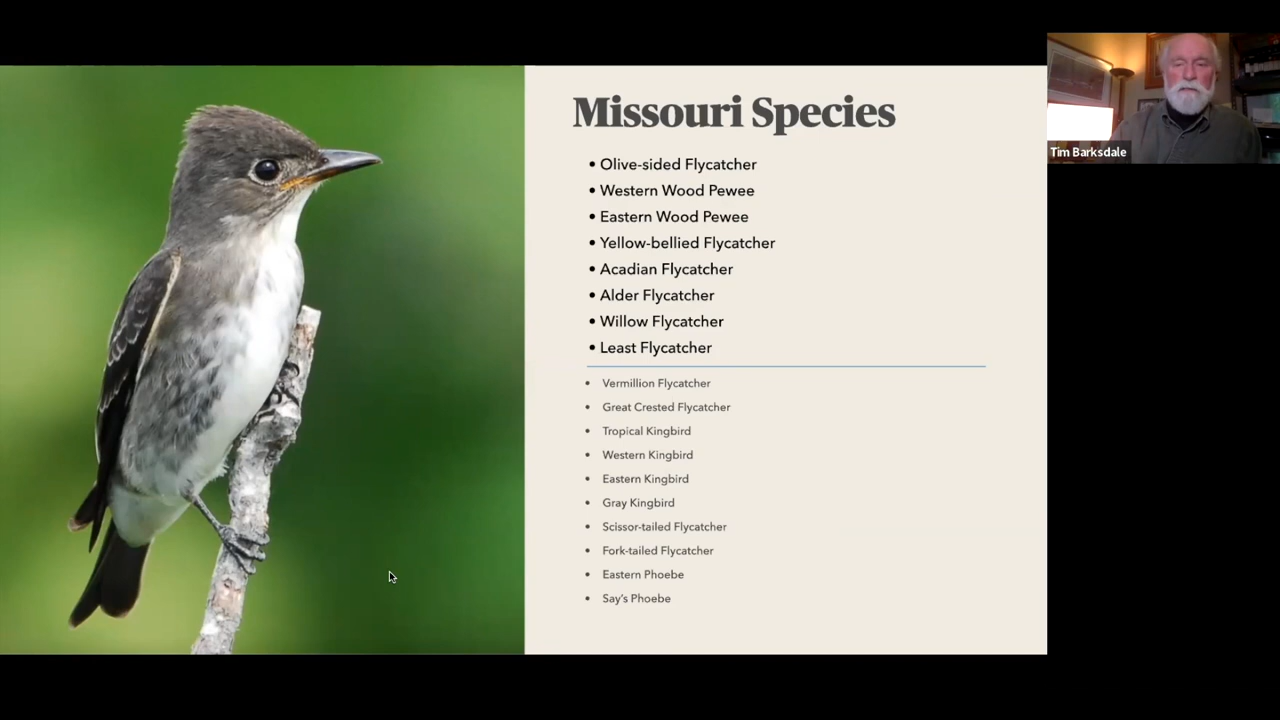 Missouri Species
• Olive-sided Flycatcher
• Western Wood Pewee
• Eastern Wood Pewee
• Yellow-bellied Flycatcher
• Acadian Flycatcher
• Alder Flycatcher
• Willow Flycatcher
• Least Flycatcher
• Vermillion Flycatcher
• Great Crested Flycatcher
• Tropical Kingbird
• Western Kingbird
• Eastern Kingbird
• Gray Kingbird
• Scissor-tailed Flycatcher
• Fork-tailed Flycatcher
• Eastern Phoebe
• Say's Phoebe
Tim Barksdale